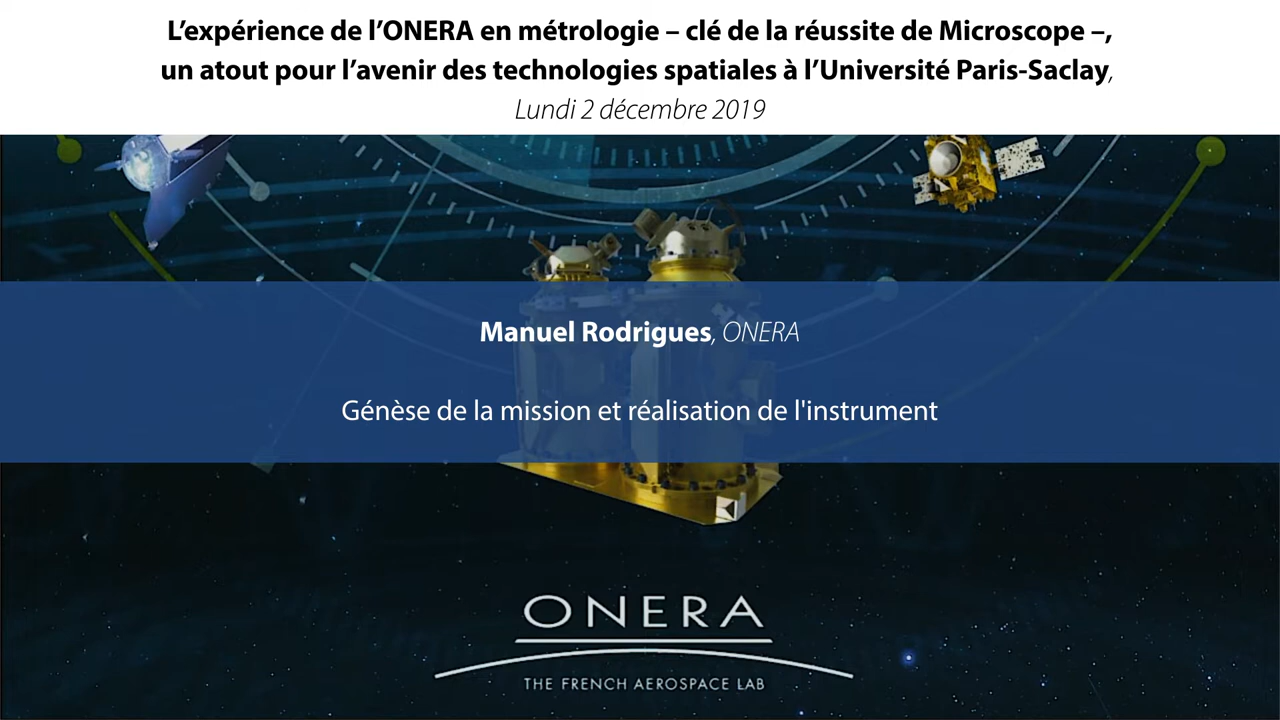 L’expérience de l’ONERA en métrologie – clé de la réussite de Microscope –,
un atout pour l’avenir des technologies spatiales à l’Université Paris-Saclay,
Lundi 2 décembre 2019
Manuel Rodrigues, ONERA
Génèse de la mission et réalisation de l'instrument
ONERA
THE FRENCH AEROSPACE LAB